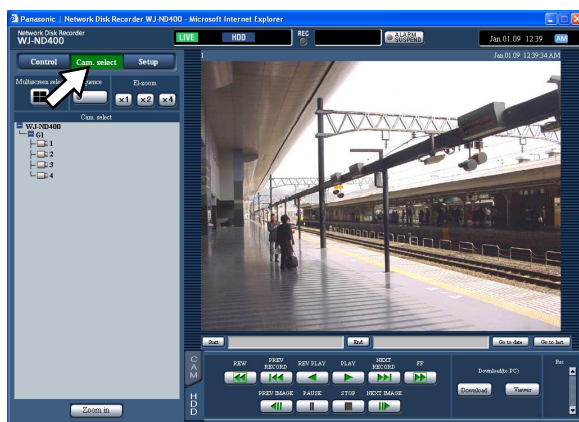 Panasonic | Network Disk Recorder WJ-ND400 - Microsoft Internet Explorer
Network Disk Recorder
WJ-ND400
LIVE HDD REC ALARM SUSPEND Jan.01.09 12:39 AM
Control Cam. select Setup
1 Jan.01.09 12:39:34 AM
Multiscreen El-zoom
x1 x2 x4
Cam. select
WJ-ND400
G1
1
2
3
4
Start End Go to date Go to last
CAM
REW PREV RECORD REV PLAY PLAY NEXT RECORD FF
Download(to PC)
Rec
Download Viewer
HDD
PREV IMAGE PAUSE STOP NEXT IMAGE
Zoom in